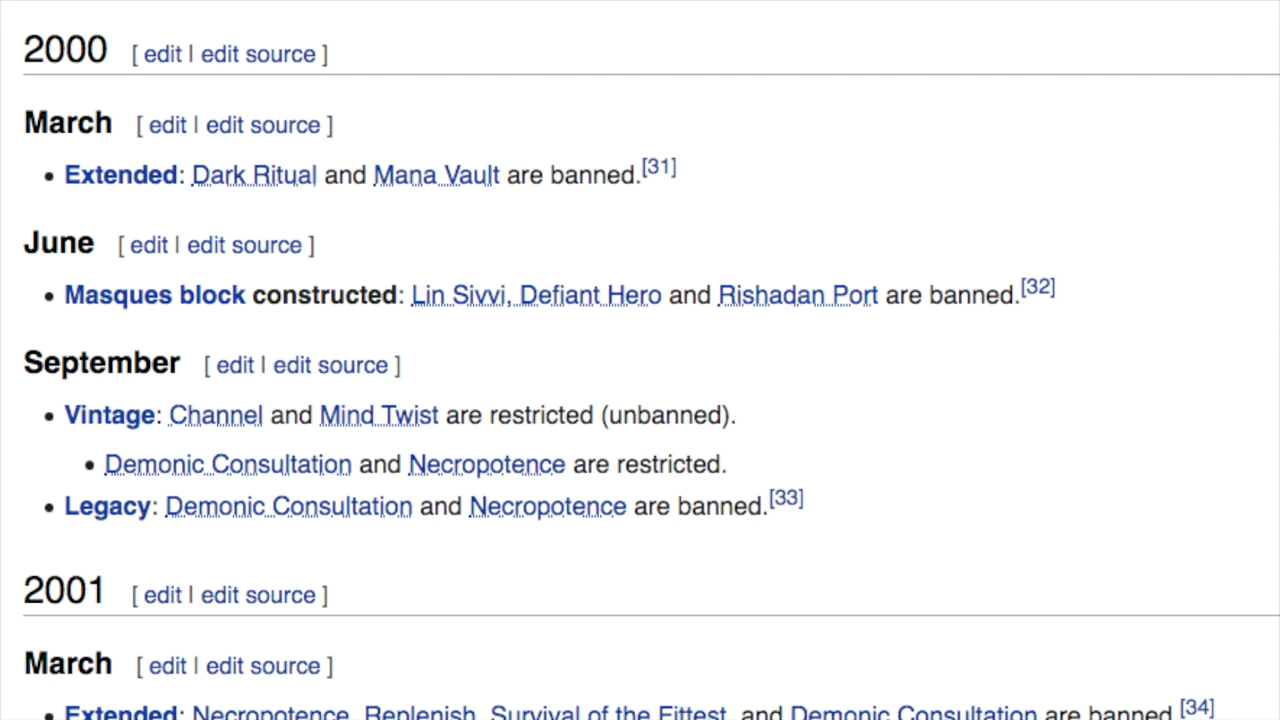 2000 [ edit | edit source ]
March [ edit | edit source ]
• Extended: Dark Ritual and Mana Vault are banned.[31]
June [ edit | edit source ]
• Masques block constructed: Lin Sivvi, Defiant Hero and Rishadan Port are banned.[32]
September [ edit | edit source ]
• Vintage: Channel and Mind Twist are restricted (unbanned).
• Demonic Consultation and Necropotence are restricted.
• Legacy: Demonic Consultation and Necropotence are banned.[33]
2001 [ edit | edit source ]
March [ edit | edit source ]
• Extended: Necropotence, Replenish, Survival of the Fittest, and Demonic Consultation are banned.[34]